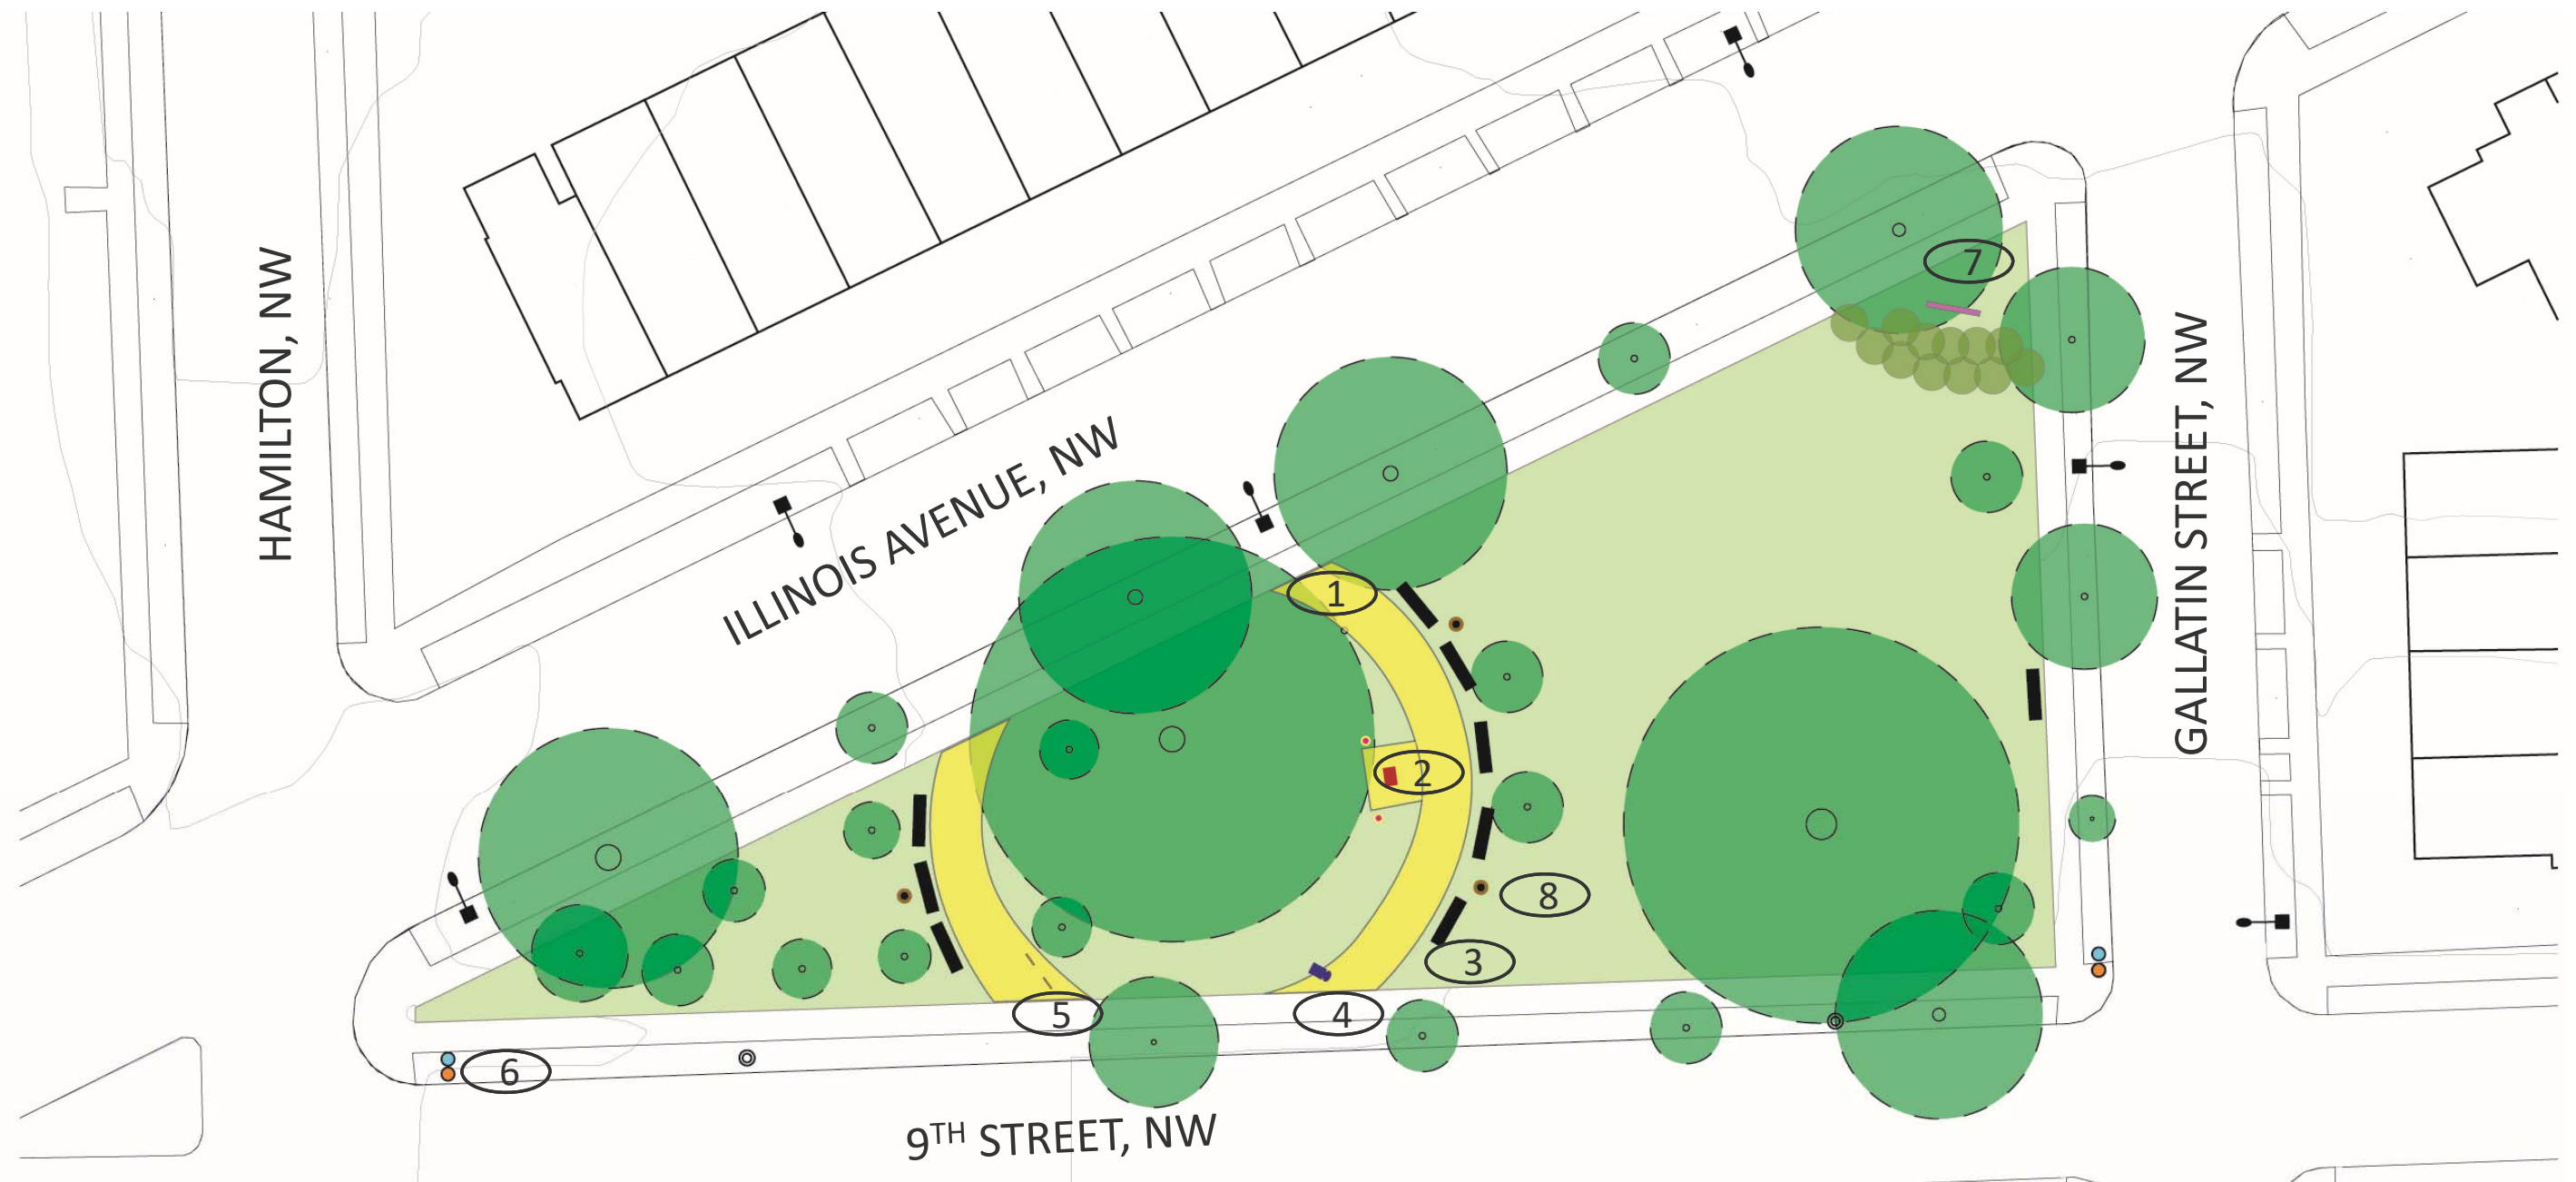 HAMILTON, NW
ILLINOIS AVENUE, NW
GALLATIN STREET, NW
7
1
2
8
3
5
4
6
9TH STREET, NW